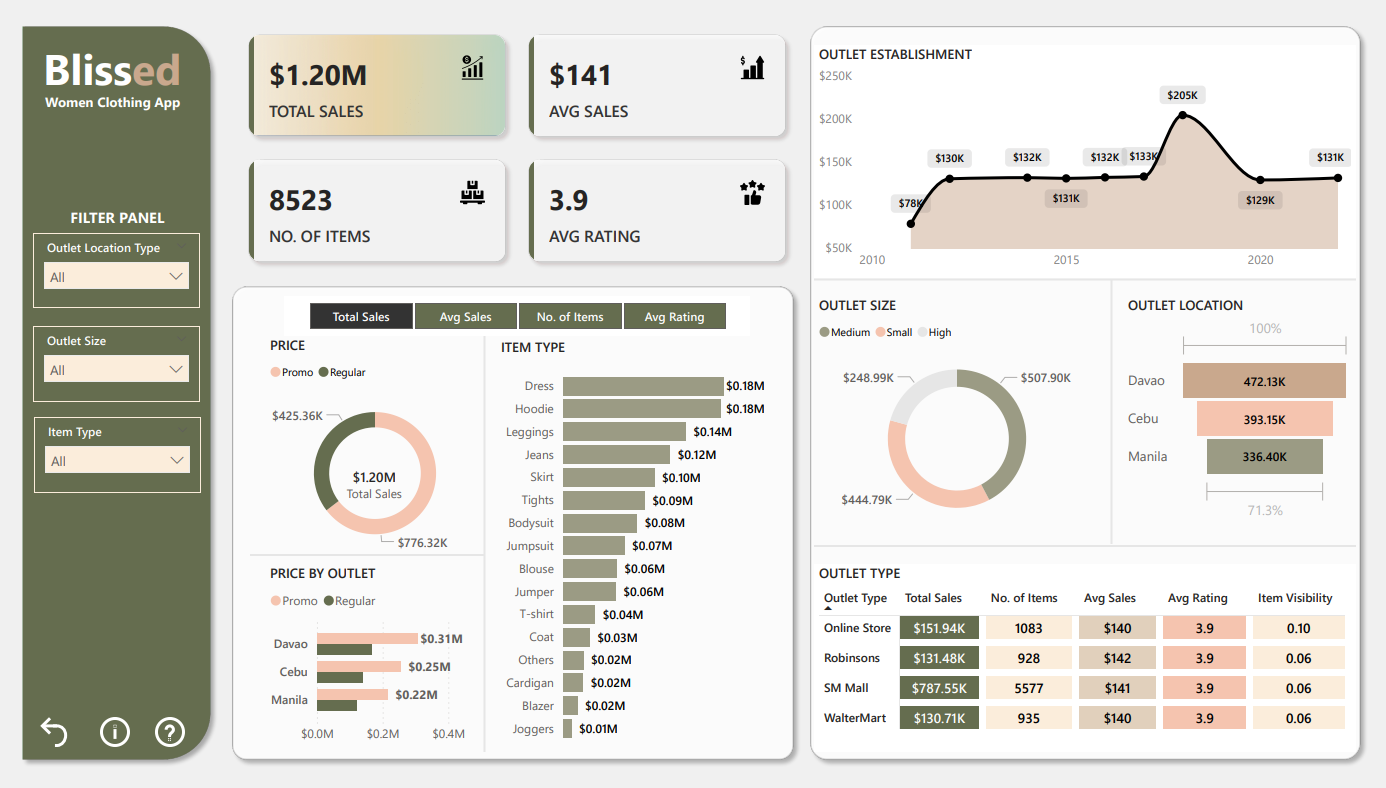 Blissed
Women Clothing App
FILTER PANEL
Outlet Location Type
All
Outlet Size
All
Item Type
All
$1.20M
TOTAL SALES
$141
AVG SALES
8523
NO. OF ITEMS
3.9
AVG RATING
Total Sales Avg Sales No. of Items Avg Rating
PRICE
Promo Regular
$425.36K
$1.20M
Total Sales
$776.32K
PRICE BY OUTLET
Promo Regular
Davao $0.31M
Cebu $0.25M
Manila $0.22M
$0.0M $0.2M $0.4M
ITEM TYPE
Dress $0.18M
Hoodie $0.18M
Leggings $0.14M
Jeans $0.12M
Skirt $0.10M
Tights $0.09M
Bodysuit $0.08M
Jumpsuit $0.07M
Blouse $0.06M
Jumper $0.06M
T-shirt $0.04M
Coat $0.03M
Others $0.02M
Cardigan $0.02M
Blazer $0.02M
Joggers $0.01M
OUTLET ESTABLISHMENT
$250K
$200K
$150K
$100K
$50K
$78K $130K $132K $131K $132K $133K $205K $129K $131K
2010 2015 2020
OUTLET SIZE
Medium Small High
$248.99K $507.90K
$444.79K
OUTLET LOCATION
100%
Davao 472.13K
Cebu 393.15K
Manila 336.40K
71.3%
OUTLET TYPE
Outlet Type Total Sales No. of Items Avg Sales Avg Rating Item Visibility
Online Store $151.94K 1083 $140 3.9 0.10
Robinsons $131.48K 928 $142 3.9 0.06
SM Mall $787.55K 5577 $141 3.9 0.06
WalterMart $130.71K 935 $140 3.9 0.06